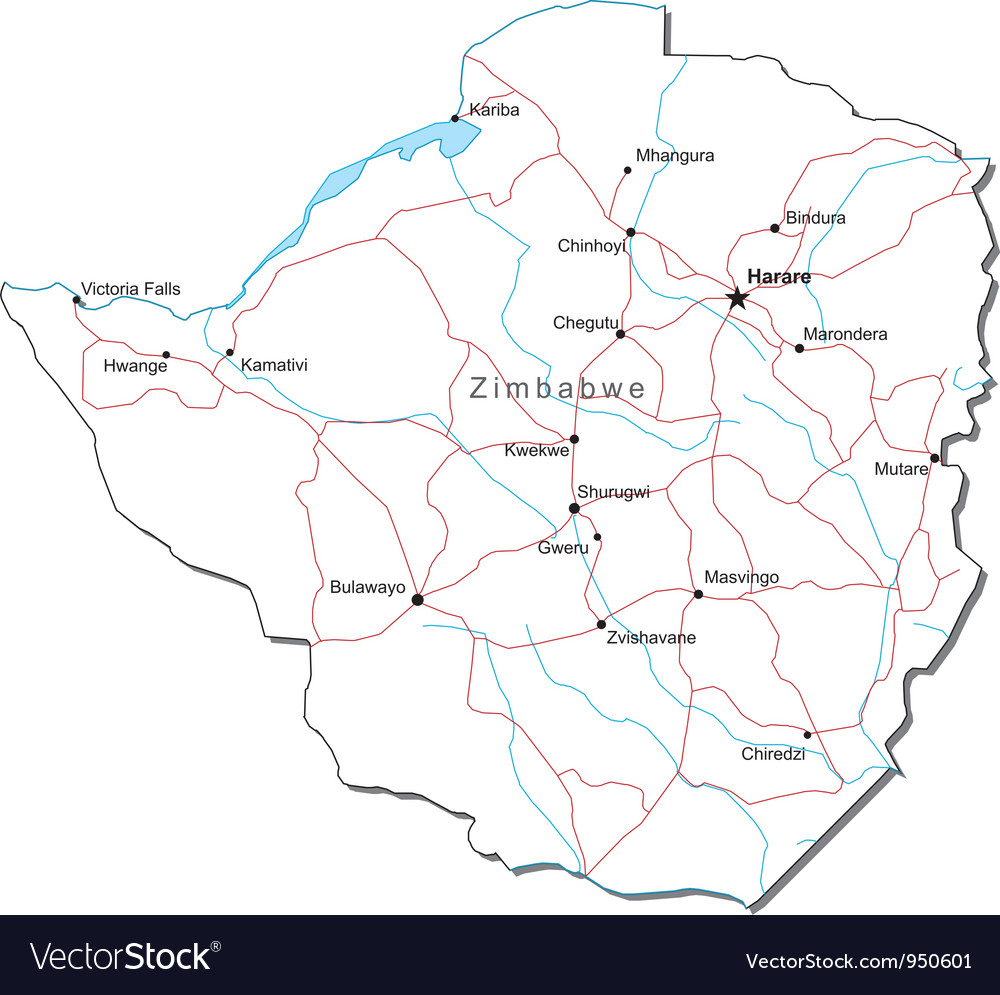 Kariba
Mhangura
Bindura
Chinhoyi
Harare
Victoria Falls
Chegutu
Marondera
Hwange
Kamativi
Zimbabwe
Kwekwe
Mutare
Shurugwi
Gweru
Masvingo
Bulawayo
Zvishavane
Chiredzi
VectorStock®
VectorStock.com/950601